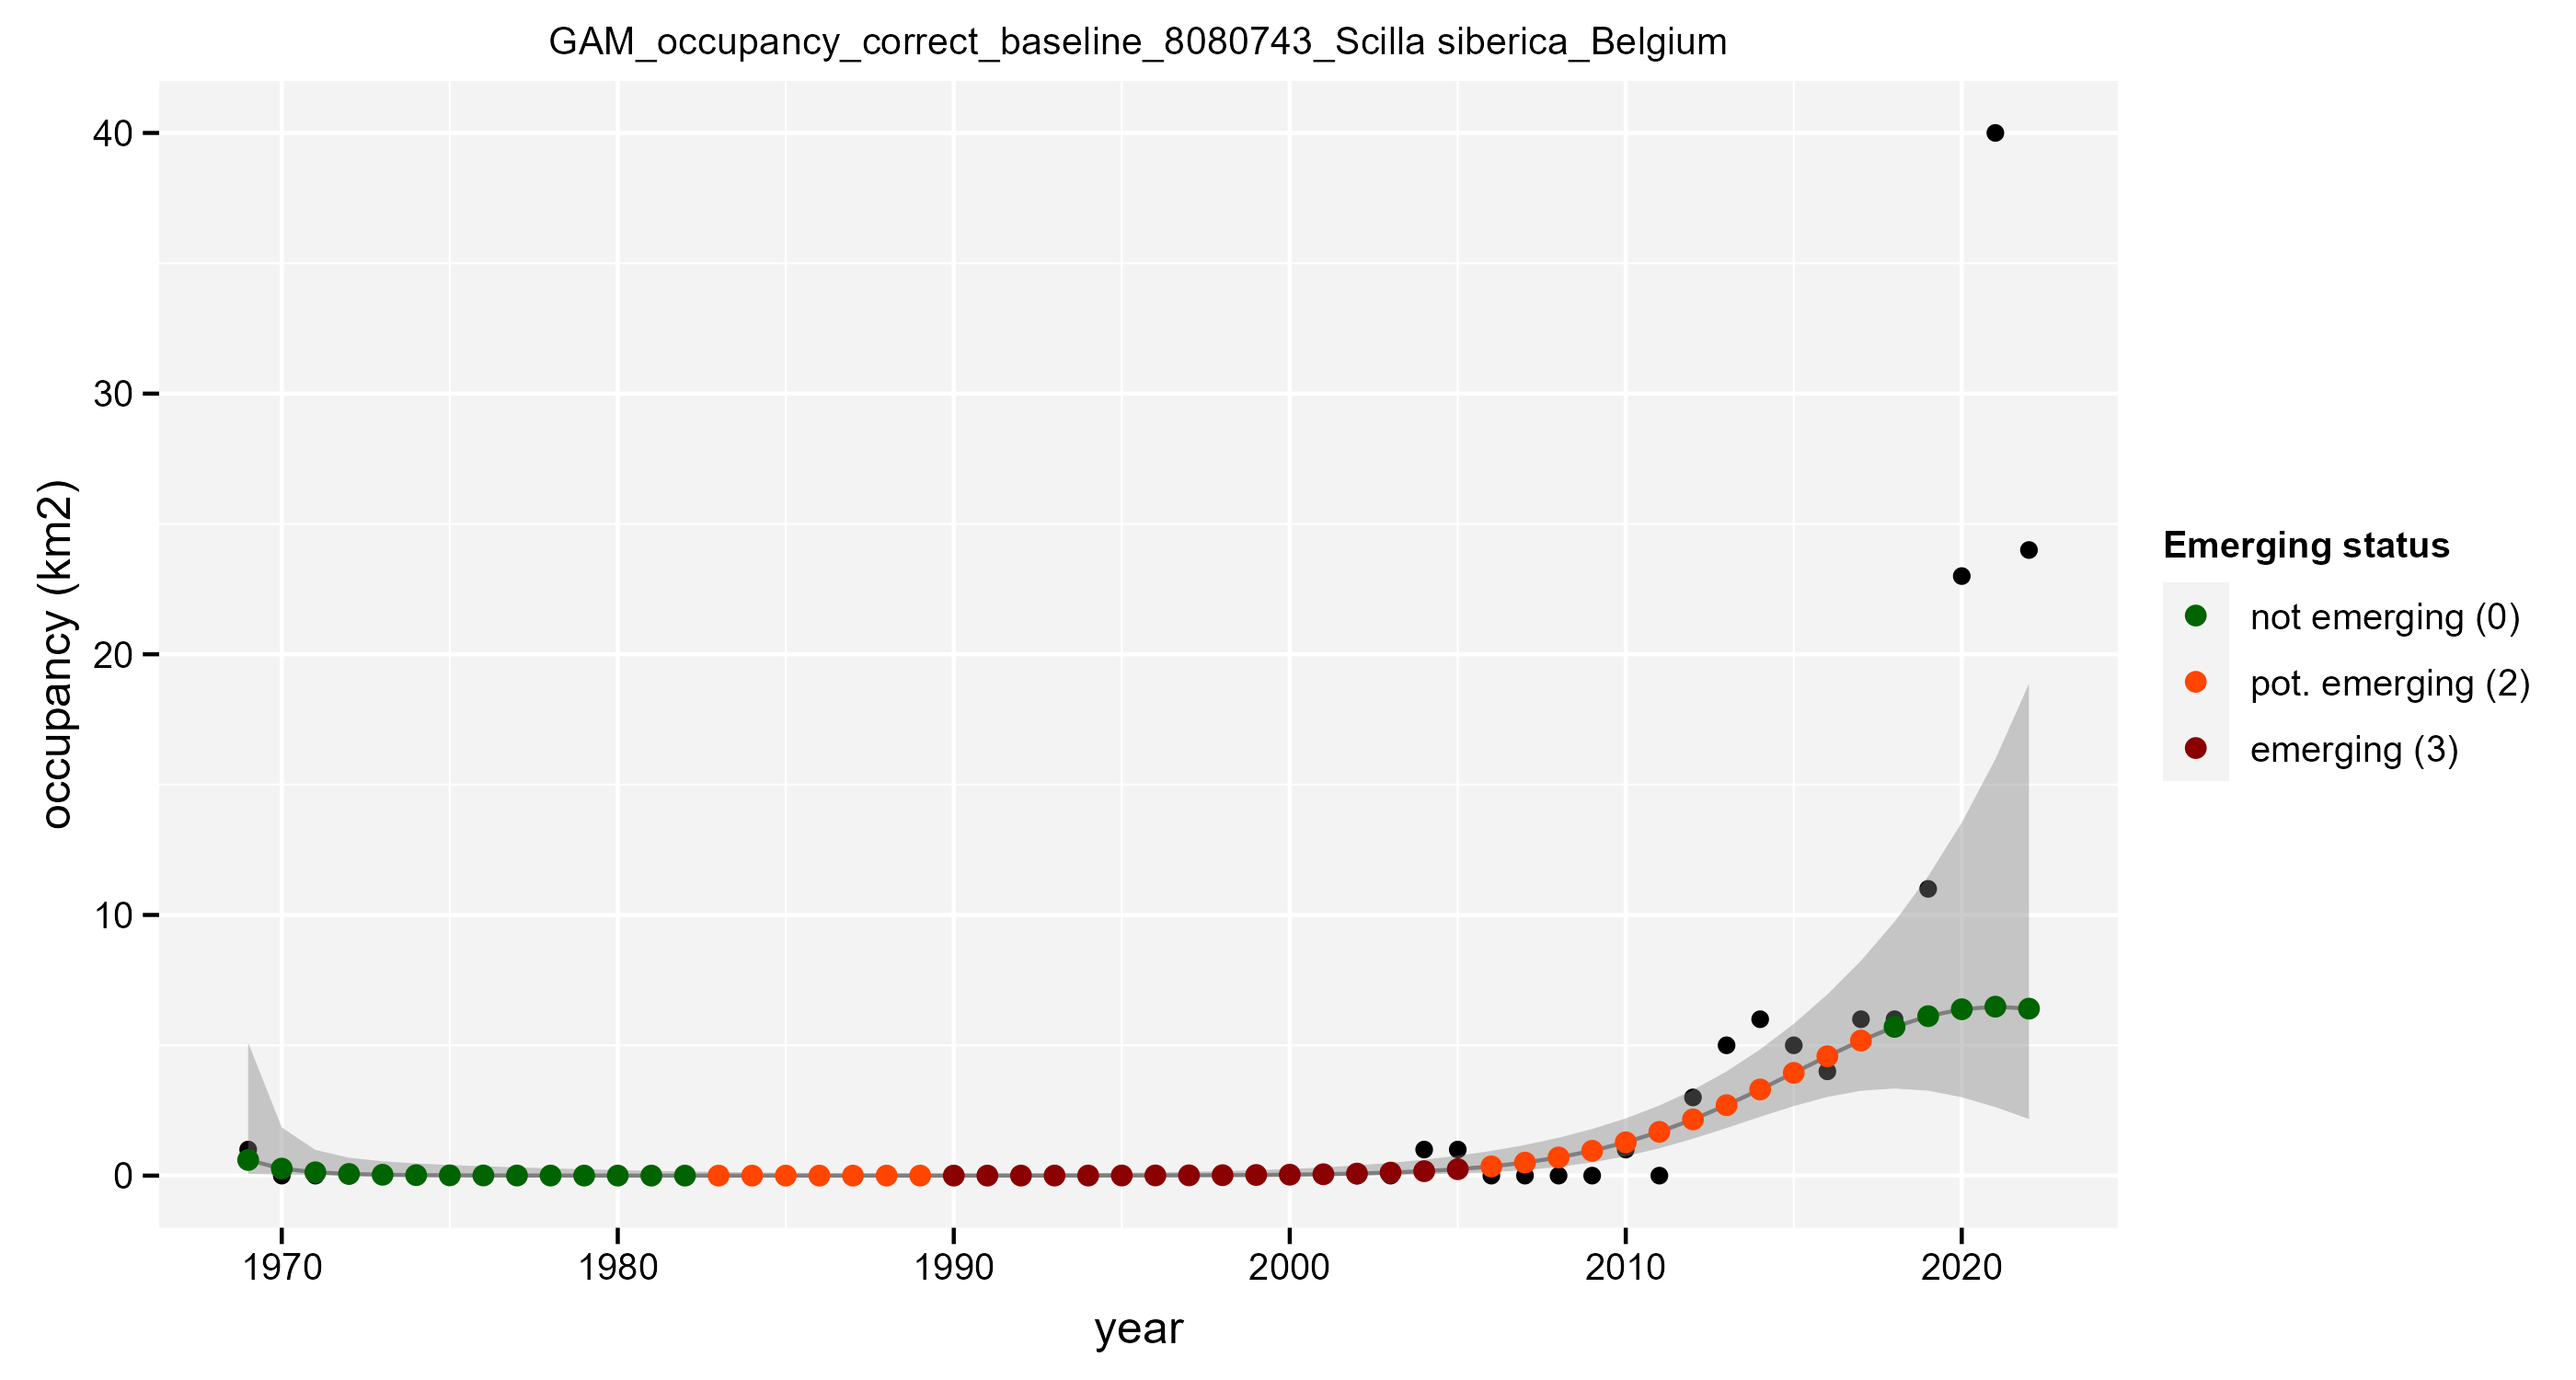 GAM_occupancy_correct_baseline_8080743_Scilla siberica_Belgium
occupancy (km2)
40
30
20
10
0
1970 1980 1990 2000 2010 2020
year
Emerging status
not emerging (0)
pot. emerging (2)
emerging (3)